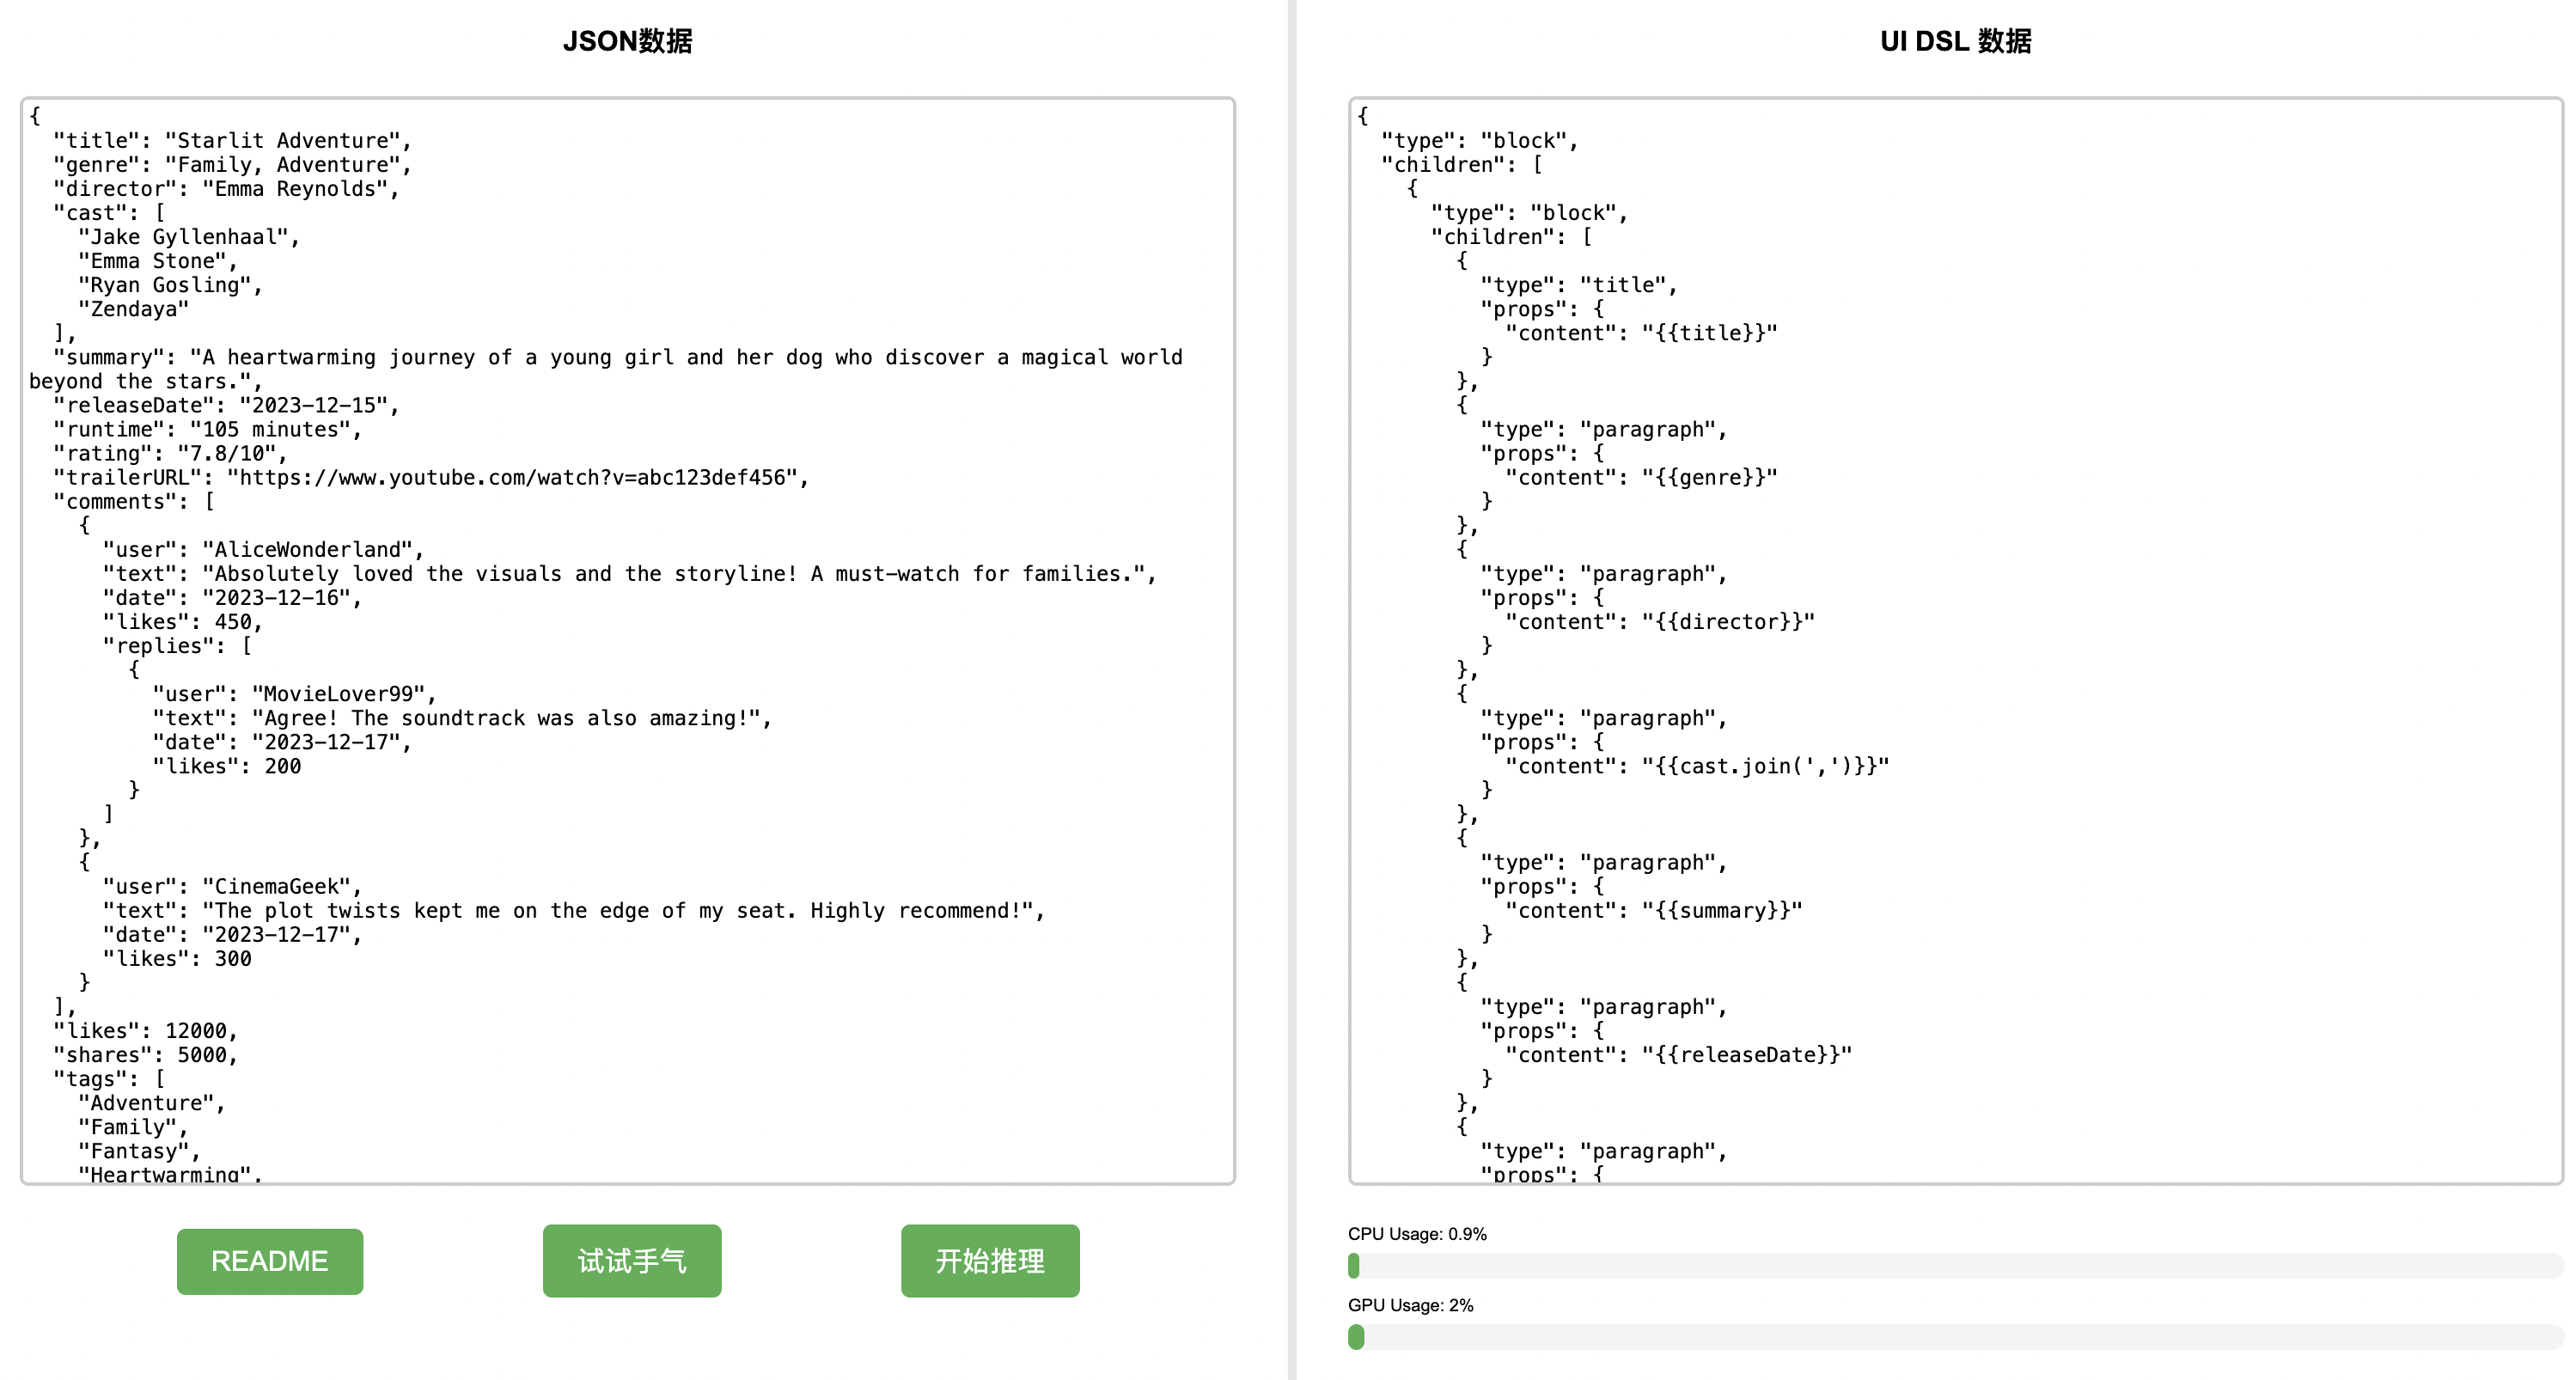 JSON数据
{
  "title": "Starlit Adventure",
  "genre": "Family, Adventure",
  "director": "Emma Reynolds",
  "cast": [
    "Jake Gyllenhaal",
    "Emma Stone",
    "Ryan Gosling",
    "Zendaya"
  ],
  "summary": "A heartwarming journey of a young girl and her dog who discover a magical world
beyond the stars.",
  "releaseDate": "2023-12-15",
  "runtime": "105 minutes",
  "rating": "7.8/10",
  "trailerURL": "https://www.youtube.com/watch?v=abc123def456",
  "comments": [
    {
      "user": "AliceWonderland",
      "text": "Absolutely loved the visuals and the storyline! A must-watch for families.",
      "date": "2023-12-16",
      "likes": 450,
      "replies": [
        {
          "user": "MovieLover99",
          "text": "Agree! The soundtrack was also amazing!",
          "date": "2023-12-17",
          "likes": 200
        }
      ]
    },
    {
      "user": "CinemaGeek",
      "text": "The plot twists kept me on the edge of my seat. Highly recommend!",
      "date": "2023-12-17",
      "likes": 300
    }
  ],
  "likes": 12000,
  "shares": 5000,
  "tags": [
    "Adventure",
    "Family",
    "Fantasy",
    "Heartwarming",
README
试试手气
开始推理
UI DSL 数据
{
  "type": "block",
  "children": [
    {
      "type": "block",
      "children": [
        {
          "type": "title",
          "props": {
            "content": "{{title}}"
          }
        },
        {
          "type": "paragraph",
          "props": {
            "content": "{{genre}}"
          }
        },
        {
          "type": "paragraph",
          "props": {
            "content": "{{director}}"
          }
        },
        {
          "type": "paragraph",
          "props": {
            "content": "{{cast.join(',')}}"
          }
        },
        {
          "type": "paragraph",
          "props": {
            "content": "{{summary}}"
          }
        },
        {
          "type": "paragraph",
          "props": {
            "content": "{{releaseDate}}"
          }
        },
        {
          "type": "paragraph",
          "props": {
CPU Usage: 0.9%
GPU Usage: 2%